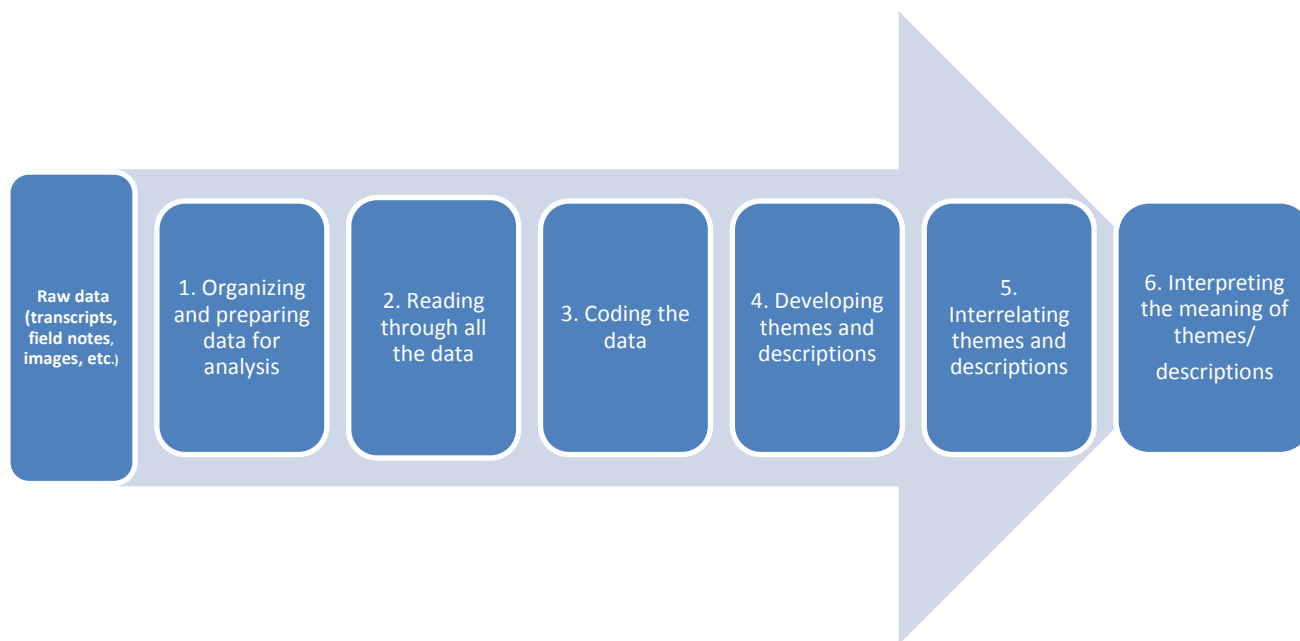 Raw data
(transcripts,
field notes,
images, etc.)
1. Organizing
and preparing
data for
analysis
2. Reading
through all
the data
3. Coding the
data
4. Developing
themes and
descriptions
5.
Interrelating
themes and
descriptions
6. Interpreting
the meaning of
themes/
descriptions